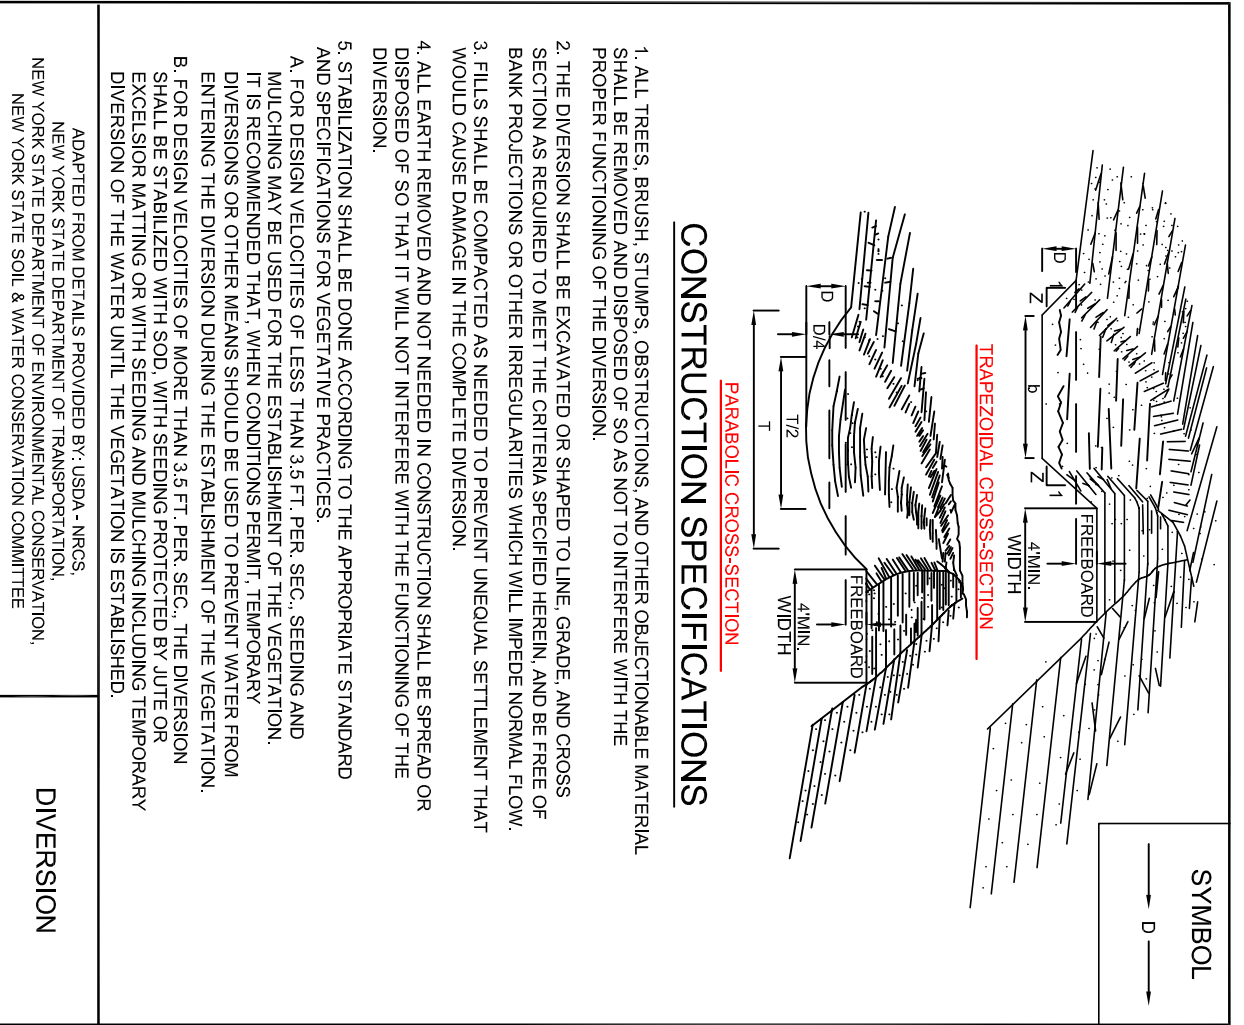 SYMBOL
D
D
1
Z
b
Z
1
FREEBOARD
4'MIN.
WIDTH
TRAPEZOIDAL CROSS-SECTION
D
D/4
T/2
T
FREEBOARD
4'MIN.
WIDTH
PARABOLIC CROSS-SECTION
CONSTRUCTION SPECIFICATIONS
1. ALL TREES, BRUSH, STUMPS, OBSTRUCTIONS, AND OTHER OBJECTIONABLE MATERIAL
SHALL BE REMOVED AND DISPOSED OF SO AS NOT TO INTERFERE WITH THE
PROPER FUNCTIONING OF THE DIVERSION.
2. THE DIVERSION SHALL BE EXCAVATED OR SHAPED TO LINE, GRADE, AND CROSS
SECTION AS REQUIRED TO MEET THE CRITERIA SPECIFIED HEREIN, AND BE FREE OF
BANK PROJECTIONS OR OTHER IRREGULARITIES WHICH WILL IMPEDE NORMAL FLOW.
3. FILLS SHALL BE COMPACTED AS NEEDED TO PREVENT UNEQUAL SETTLEMENT THAT
WOULD CAUSE DAMAGE IN THE COMPLETE DIVERSION.
4. ALL EARTH REMOVED AND NOT NEEDED IN CONSTRUCTION SHALL BE SPREAD OR
DISPOSED OF SO THAT IT WILL NOT INTERFERE WITH THE FUNCTIONING OF THE
DIVERSION.
5. STABILIZATION SHALL BE DONE ACCORDING TO THE APPROPRIATE STANDARD
AND SPECIFICATIONS FOR VEGETATIVE PRACTICES.
A. FOR DESIGN VELOCITIES OF LESS THAN 3.5 FT. PER. SEC., SEEDING AND
MULCHING MAY BE USED FOR THE ESTABLISHMENT OF THE VEGETATION.
IT IS RECOMMENDED THAT, WHEN CONDITIONS PERMIT, TEMPORARY
DIVERSIONS OR OTHER MEANS SHOULD BE USED TO PREVENT WATER FROM
ENTERING THE DIVERSION DURING THE ESTABLISHMENT OF THE VEGETATION.
B. FOR DESIGN VELOCITIES OF MORE THAN 3.5 FT. PER. SEC., THE DIVERSION
SHALL BE STABILIZED WITH SOD, WITH SEEDING PROTECTED BY JUTE OR
EXCELSIOR MATTING OR WITH SEEDING AND MULCHING INCLUDING TEMPORARY
DIVERSION OF THE WATER UNTIL THE VEGETATION IS ESTABLISHED.
ADAPTED FROM DETAILS PROVIDED BY: USDA - NRCS,
NEW YORK STATE DEPARTMENT OF TRANSPORTATION,
NEW YORK STATE DEPARTMENT OF ENVIRONMENTAL CONSERVATION,
NEW YORK STATE SOIL & WATER CONSERVATION COMMITTEE
DIVERSION